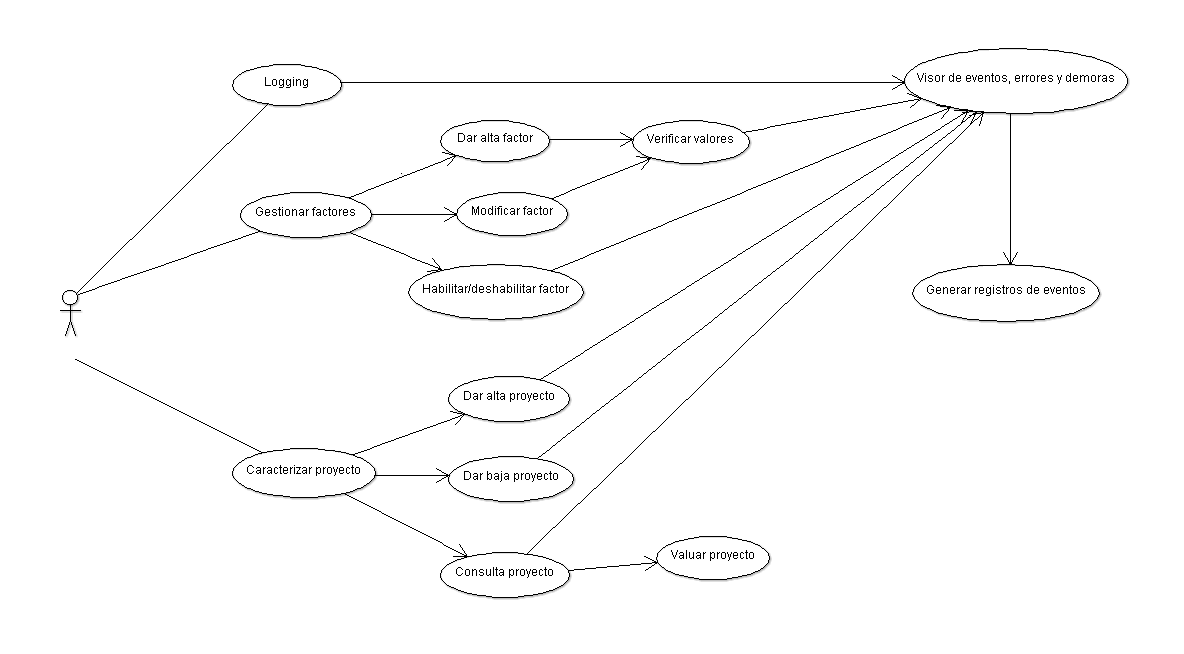 Logging
Visor de eventos, errores y demoras
Dar alta factor
Verificar valores
Gestionar factores
Modificar factor
Habilitar/deshabilitar factor
Generar registros de eventos
Dar alta proyecto
Caracterizar proyecto
Dar baja proyecto
Consulta proyecto
Valuar proyecto